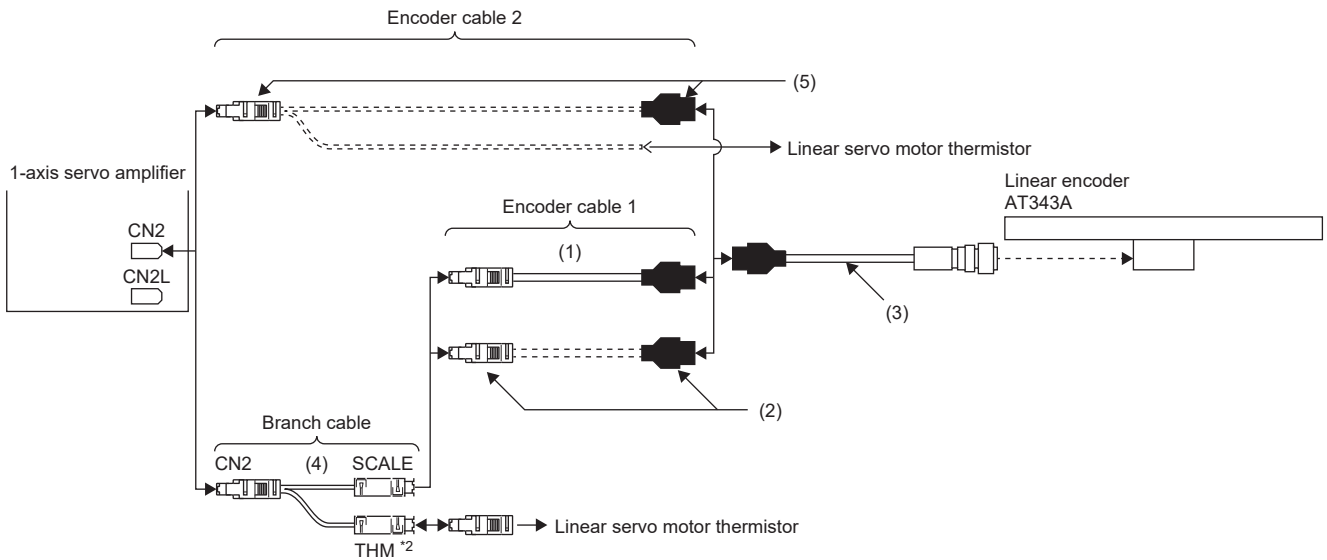 Encoder cable 2
(5)
Linear servo motor thermistor
1-axis servo amplifier
Linear encoder
AT343A
Encoder cable 1
CN2
(1)
CN2L
(3)
(2)
Branch cable
CN2
(4)
SCALE
Linear servo motor thermistor
THM *2